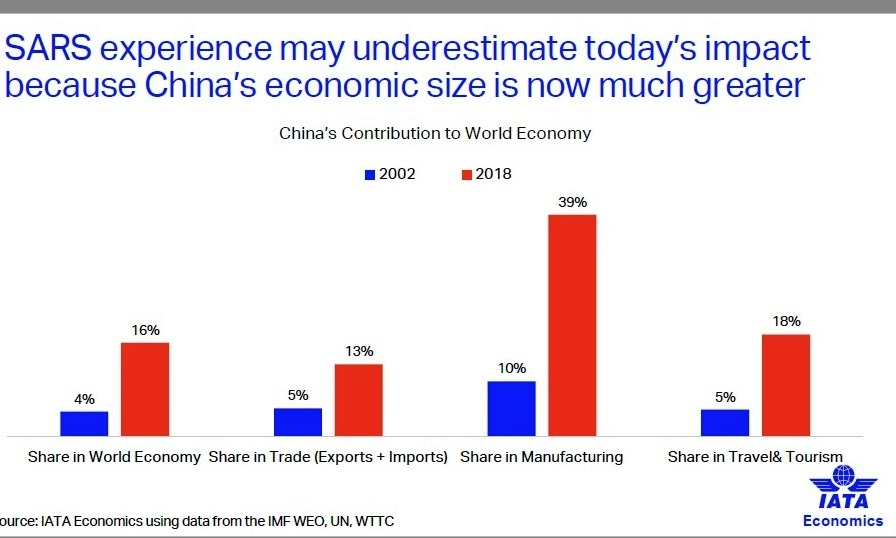 SARS experience may underestimate today's impact
because China's economic size is now much greater
China's Contribution to World Economy
2002 2018
39%
16%
18%
13%
10%
4%
5%
5%
Share in World Economy Share in Trade (Exports + Imports) Share in Manufacturing Share in Travel& Tourism
IATA
Economics
ource: IATA Economics using data from the IMF WEO, UN, WTTC